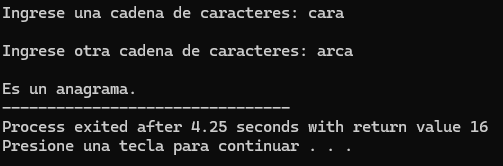 Ingrese una cadena de caracteres: cara
Ingrese otra cadena de caracteres: arca
Es un anagrama.
--------------------------------
Process exited after 4.25 seconds with return value 16
Presione una tecla para continuar . . .